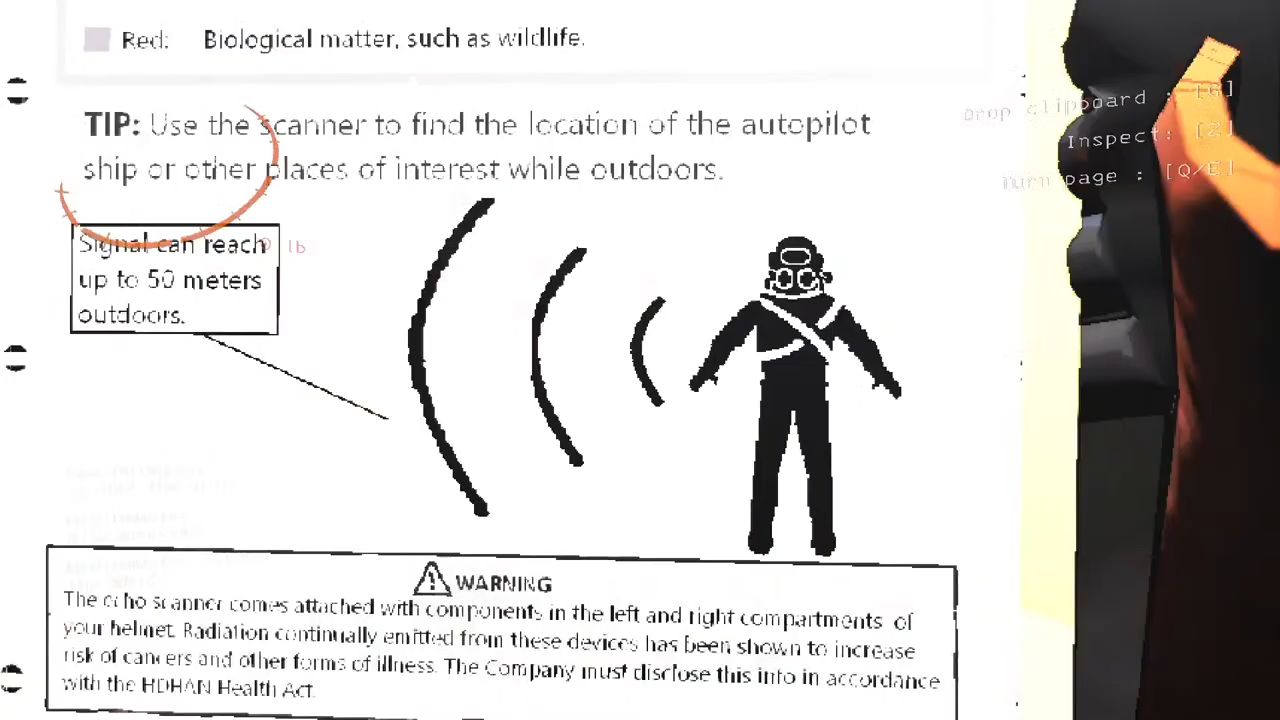 Red: Biological matter, such as wildlife.
TIP: Use the scanner to find the location of the autopilot
ship or other places of interest while outdoors.
Drop clipboard : [G]
Inspect: [Z]
Turn page : [Q/E]
Signal can reach
up to 50 meters
outdoors.
lb
WARNING
The echo scanner comes attached with components in the left and right compartments of
your helmet. Radiation continually emitted from these devices has been shown to increase
risk of cancers and other forms of illness. The Company must disclose this info in accordance
with the HDHAN Health Act.